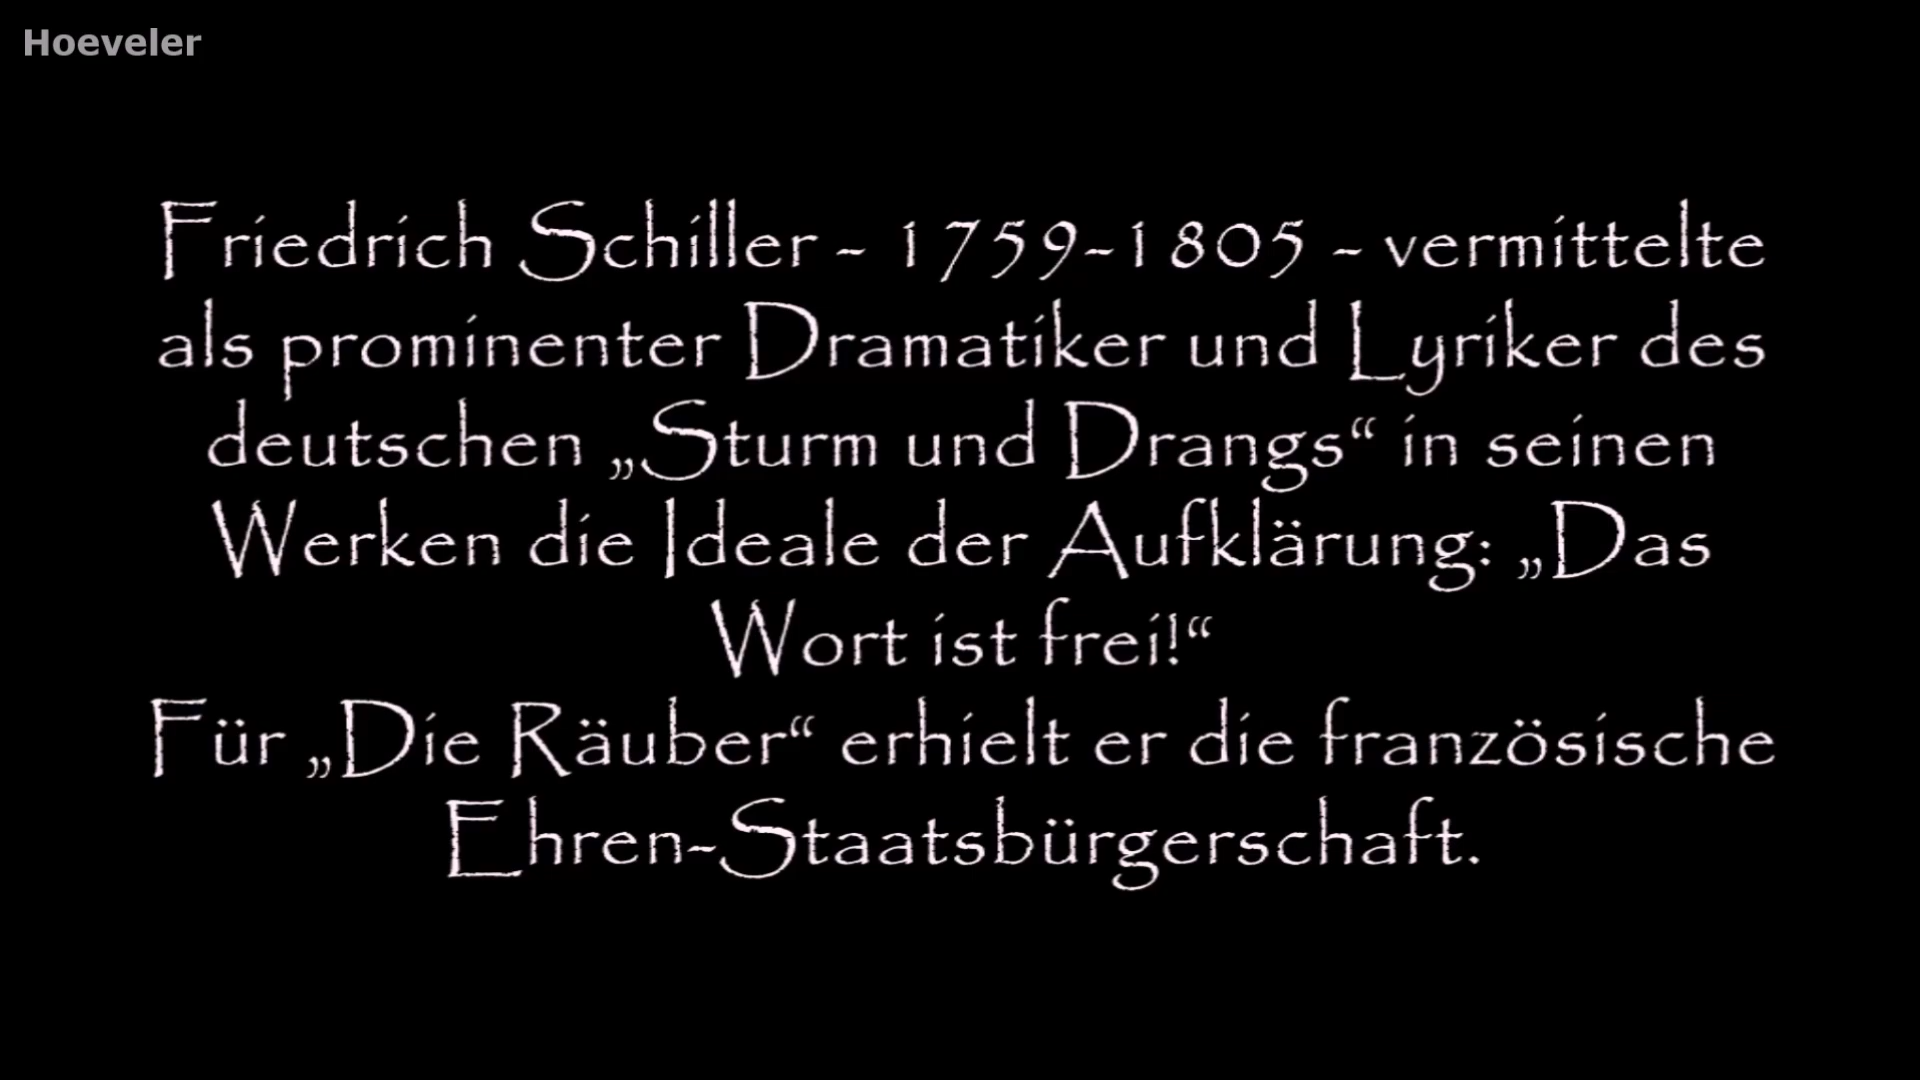 Hoeveler
Friedrich Schiller - 1759-1805 - vermittelte
als prominenter Dramatiker und Lyriker des
deutschen „Sturm und Drangs“ in seinen
Werken die Ideale der Aufklärung: „Das
Wort ist frei!“
Für „Die Räuber“ erhielt er die französische
Ehren-Staatsbürgerschaft.